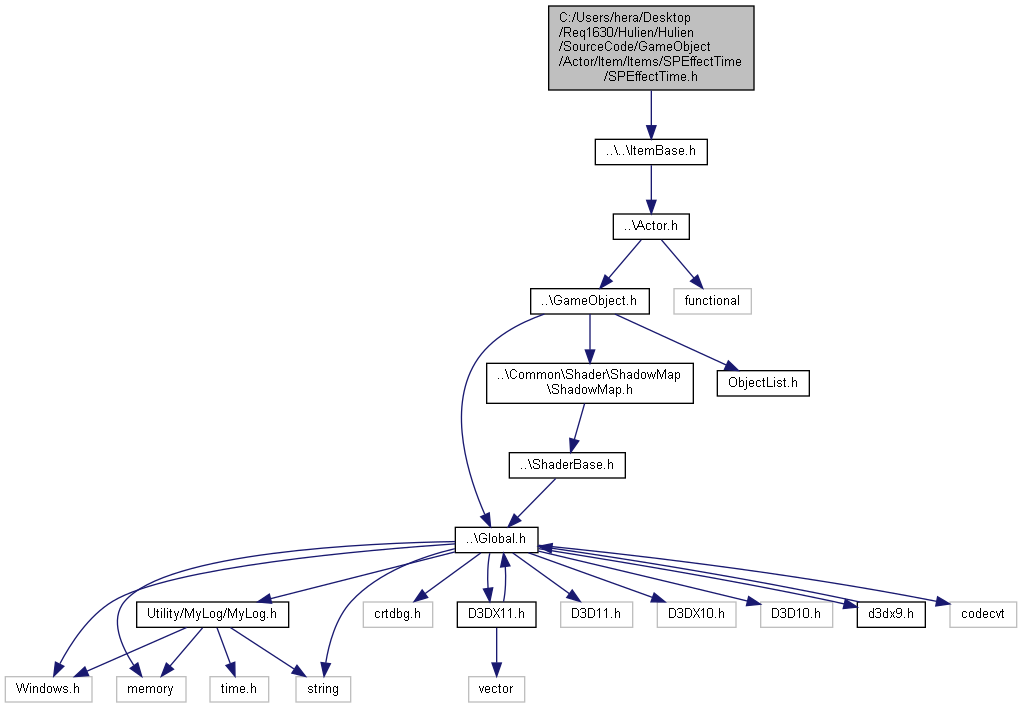 C:/Users/hera/Desktop
/Req1630/Hulien/Hulien
/SourceCode/GameObject
/Actor/Item/Items/SPEffectTime
/SPEffectTime.h
..\..\ItemBase.h
..\Actor.h
..\GameObject.h
functional
..\Common\Shader\ShadowMap
\ShadowMap.h
ObjectList.h
..\ShaderBase.h
..\Global.h
Utility/MyLog/MyLog.h
crtdbg.h
D3DX11.h
D3D11.h
D3DX10.h
D3D10.h
d3dx9.h
codecvt
Windows.h
memory
time.h
string
vector